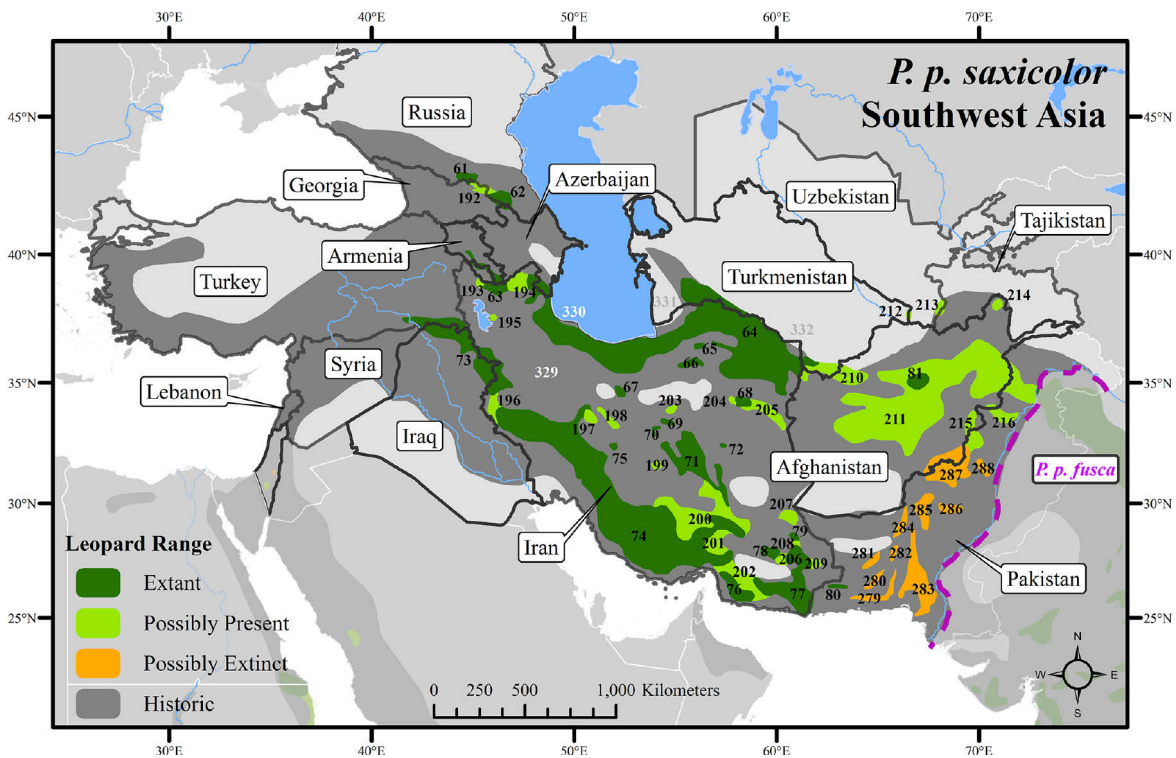 30°E 40°E 50°E 60°E 70°E
P. p. saxicolor
Southwest Asia
45°N 45°N
Russia
Georgia
Azerbaijan
Uzbekistan
Tajikistan
61
62
192
40°N 40°N
Armenia
Turkey
Turkmenistan
193 63 194
195
330
331
332
212 213 214
64
65
66
73
Syria
329
35°N 35°N
Lebanon
67
68
81
210
196
203 204 205
211
197 198
69
70
215 216
Iraq
75
199 71
72
Afghanistan
287 288
P. p. fusca
30°N 30°N
207
200
285 286
284
Leopard Range
Iran
74
201
79
78 208
206 209
281 282
Extant
202
76
77
80
280
279
283
Pakistan
Possibly Present
25°N 25°N
Possibly Extinct
Historic
0 250 500 1,000 Kilometers
N
W E
S
30°E 40°E 50°E 60°E 70°E